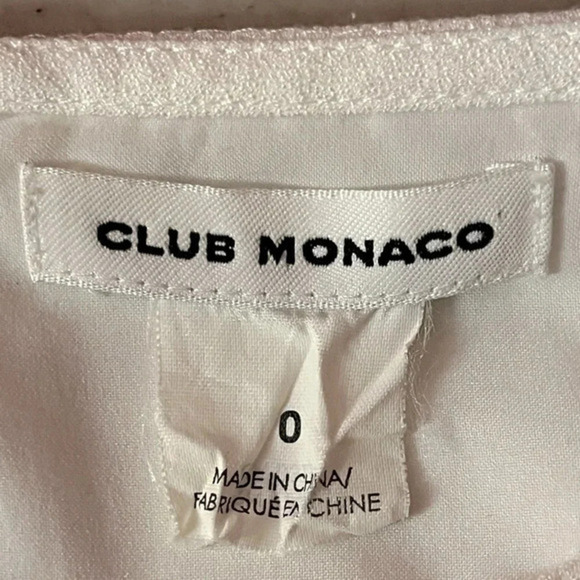 CLUB MONACO
0
MADE IN CHINA/
FABRIQUÉ EN CHINE